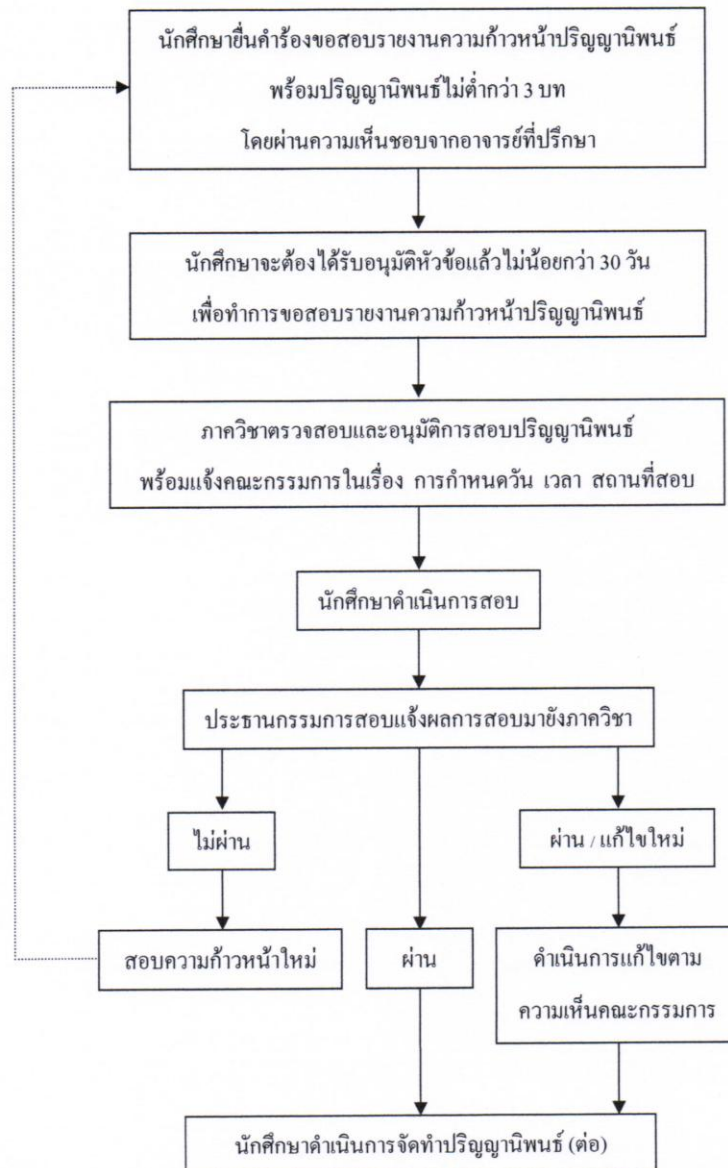 นักศึกษายื่นคำร้องขอสอบรายงานความก้าวหน้าปริญญานิพนธ์
พร้อมปริญญานิพนธ์ไม่ต่ำกว่า 3 บท
โดยผ่านความเห็นชอบจากอาจารย์ที่ปรึกษา
นักศึกษาจะต้องได้รับอนุมัติหัวข้อแล้วไม่น้อยกว่า 30 วัน
เพื่อทำการขอสอบรายงานความก้าวหน้าปริญญานิพนธ์
ภาควิชาตรวจสอบและอนุมัติการสอบปริญญานิพนธ์
พร้อมแจ้งคณะกรรมการในเรื่อง การกำหนดวัน เวลา สถานที่สอบ
นักศึกษาดำเนินการสอบ
ประธานกรรมการสอบแจ้งผลการสอบมายังภาควิชา
ไม่ผ่าน
ผ่าน / แก้ไขใหม่
สอบความก้าวหน้าใหม่
ผ่าน
ดำเนินการแก้ไขตาม
ความเห็นคณะกรรมการ
นักศึกษาดำเนินการจัดทำปริญญานิพนธ์ (ต่อ)